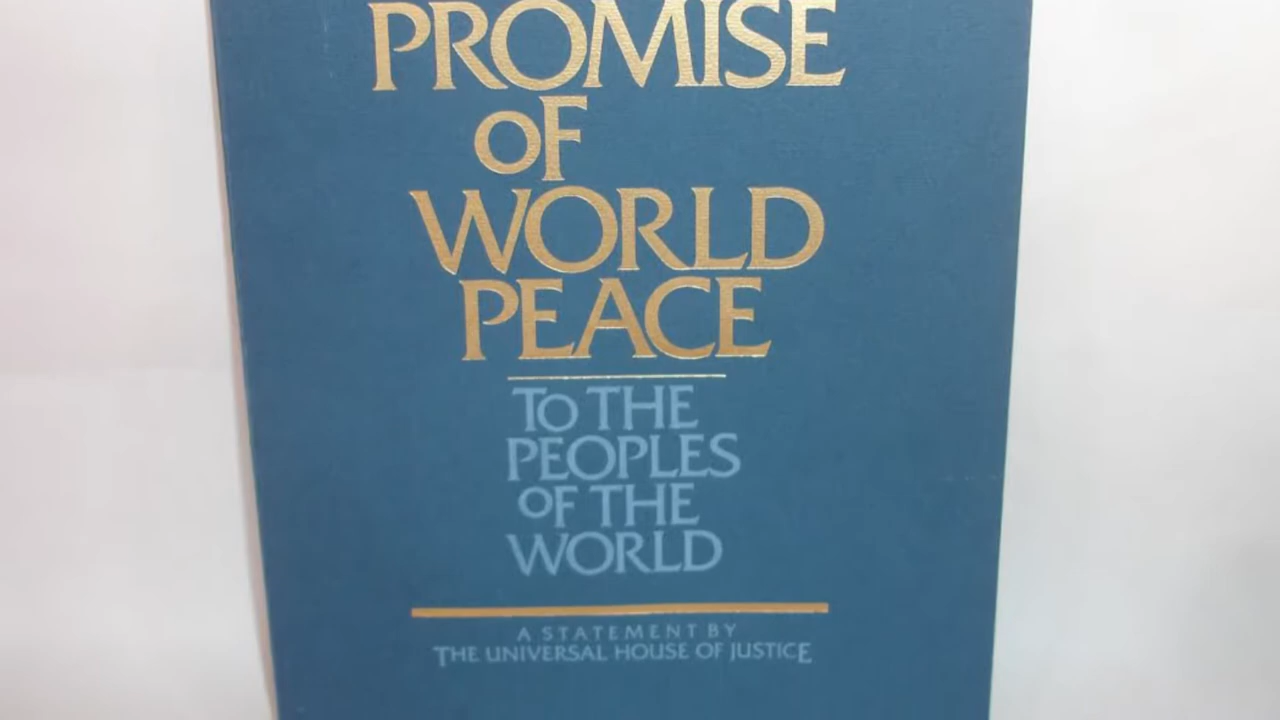 PROMISE
OF
WORLD
PEACE
TO THE
PEOPLES
OF THE
WORLD
A STATEMENT BY
THE UNIVERSAL HOUSE OF JUSTICE